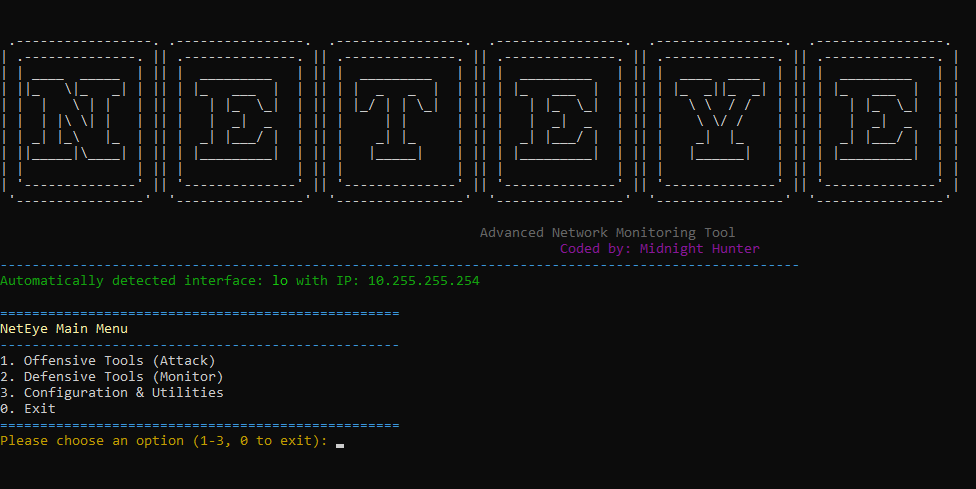 NETEYE
Advanced Network Monitoring Tool
Coded by: Midnight Hunter
Automatically detected interface: lo with IP: 10.255.255.254
NetEye Main Menu
1. Offensive Tools (Attack)
2. Defensive Tools (Monitor)
3. Configuration & Utilities
0. Exit
Please choose an option (1-3, 0 to exit):